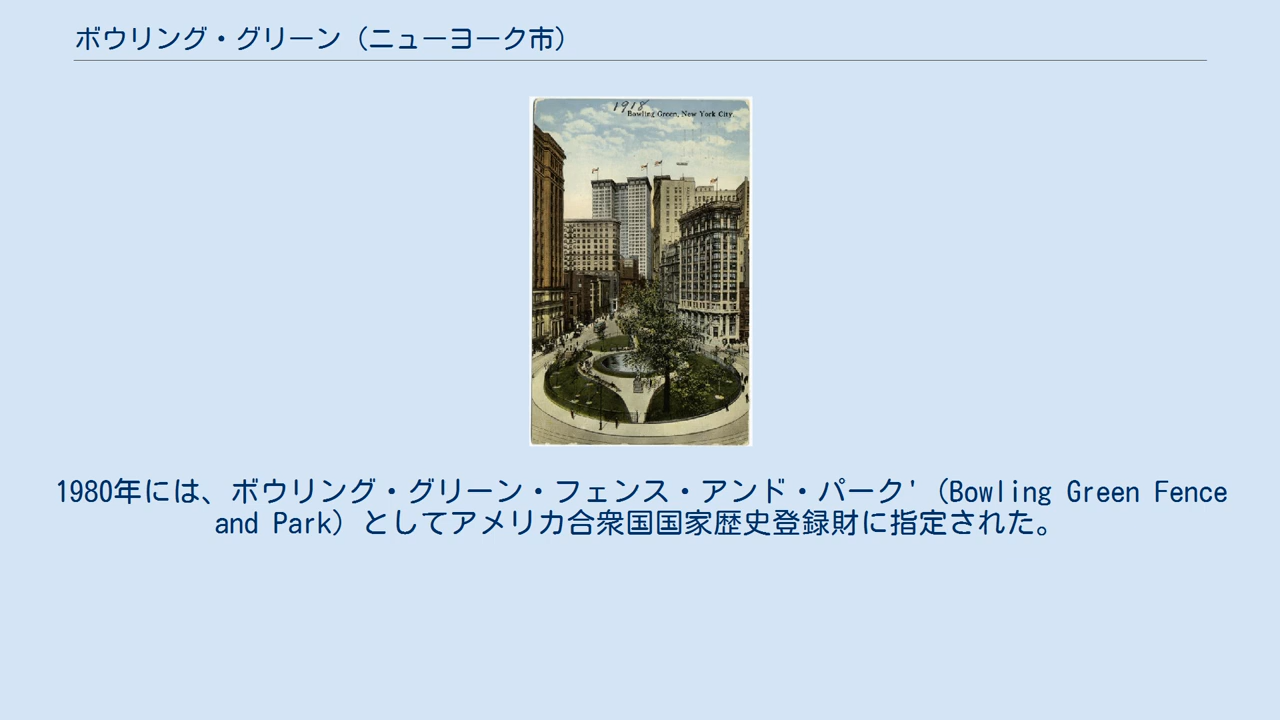 ボウリング・グリーン（ニューヨーク市）
1918
Bowling Green, New York City.
1980年には、ボウリング・グリーン・フェンス・アンド・パーク'（Bowling Green Fence
and Park）としてアメリカ合衆国国家歴史登録財に指定された。